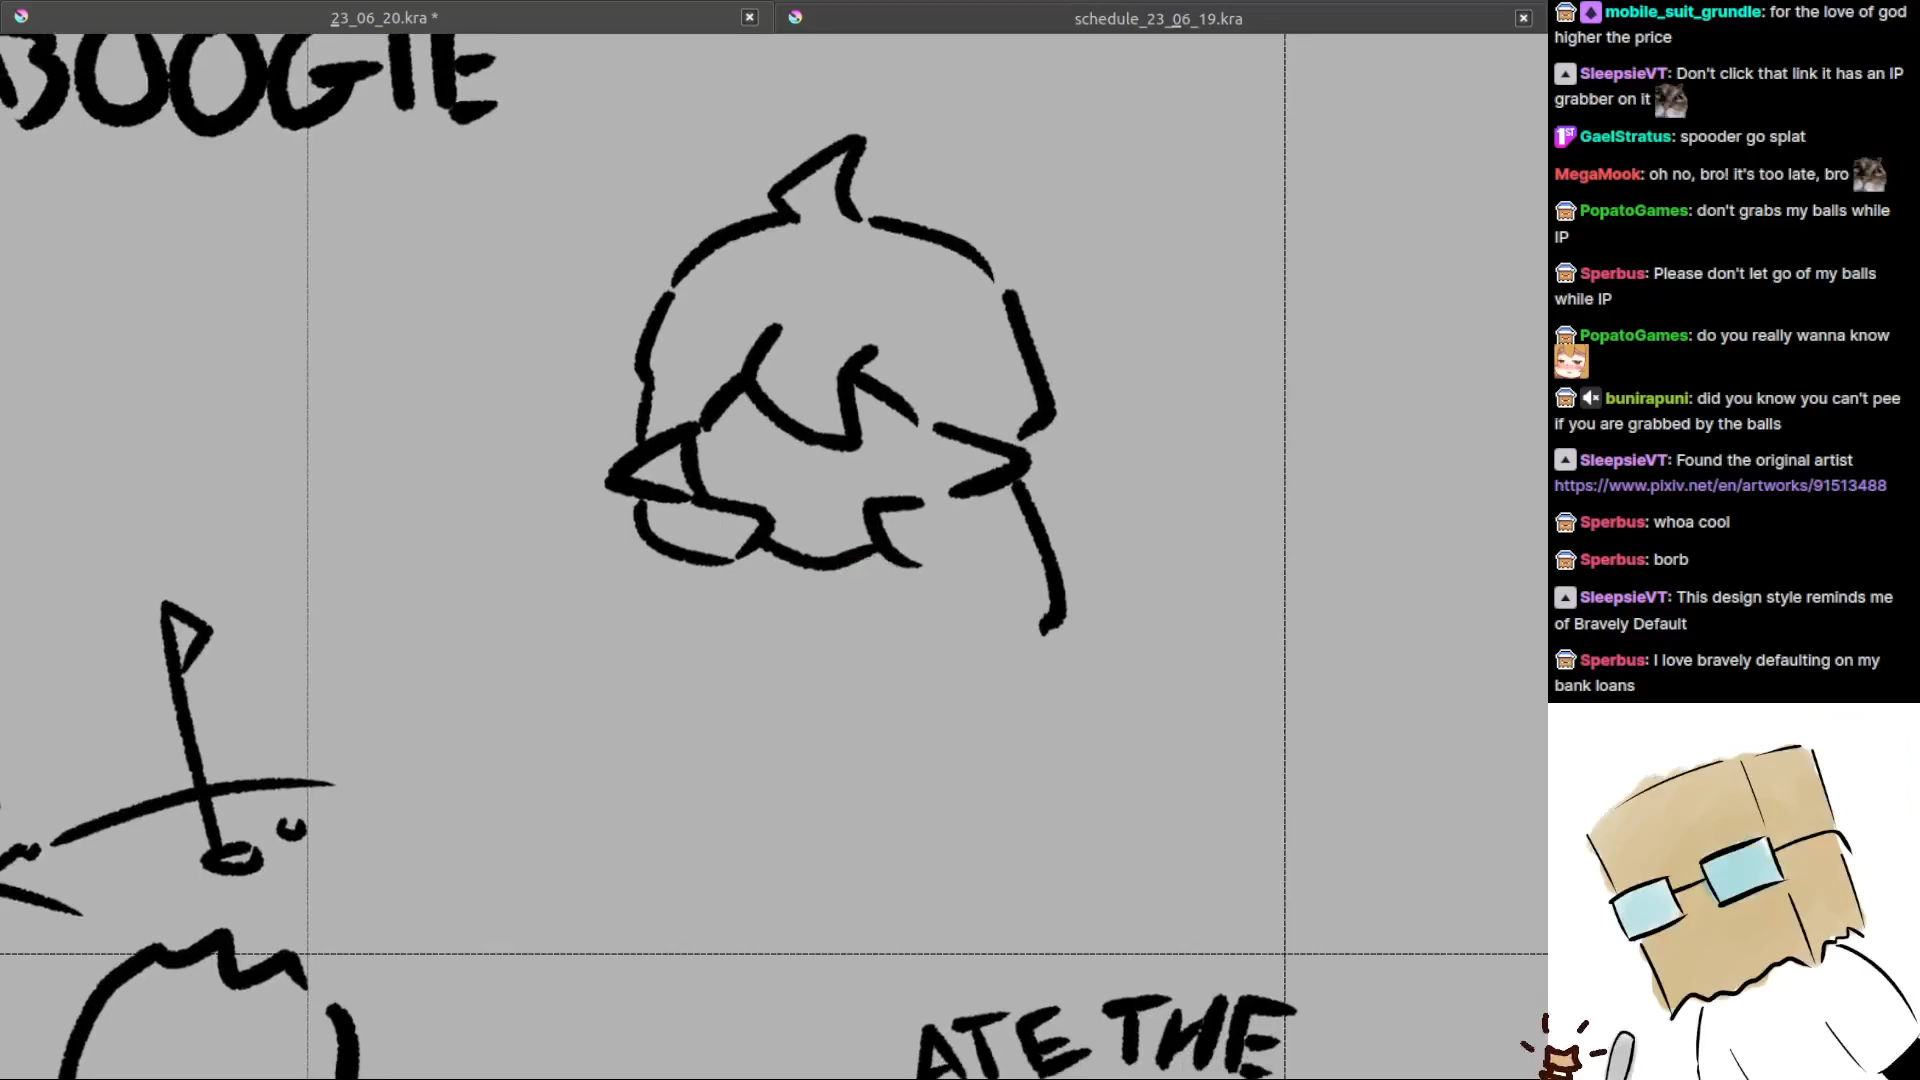 23_06_20.kra *
schedule_23_06_19.kra
BOOGIE
ATE THE
mobile_suit_grundle: for the love of god
higher the price
SleepsieVT: Don't click that link it has an IP
grabber on it
1ST GaelStratus: spooder go splat
MegaMook: oh no, bro! it's too late, bro
PopatoGames: don't grabs my balls while
IP
Sperbus: Please don't let go of my balls
while IP
PopatoGames: do you really wanna know
bunirapuni: did you know you can't pee
if you are grabbed by the balls
SleepsieVT: Found the original artist
https://www.pixiv.net/en/artworks/91513488
Sperbus: whoa cool
Sperbus: borb
SleepsieVT: This design style reminds me
of Bravely Default
Sperbus: I love bravely defaulting on my
bank loans